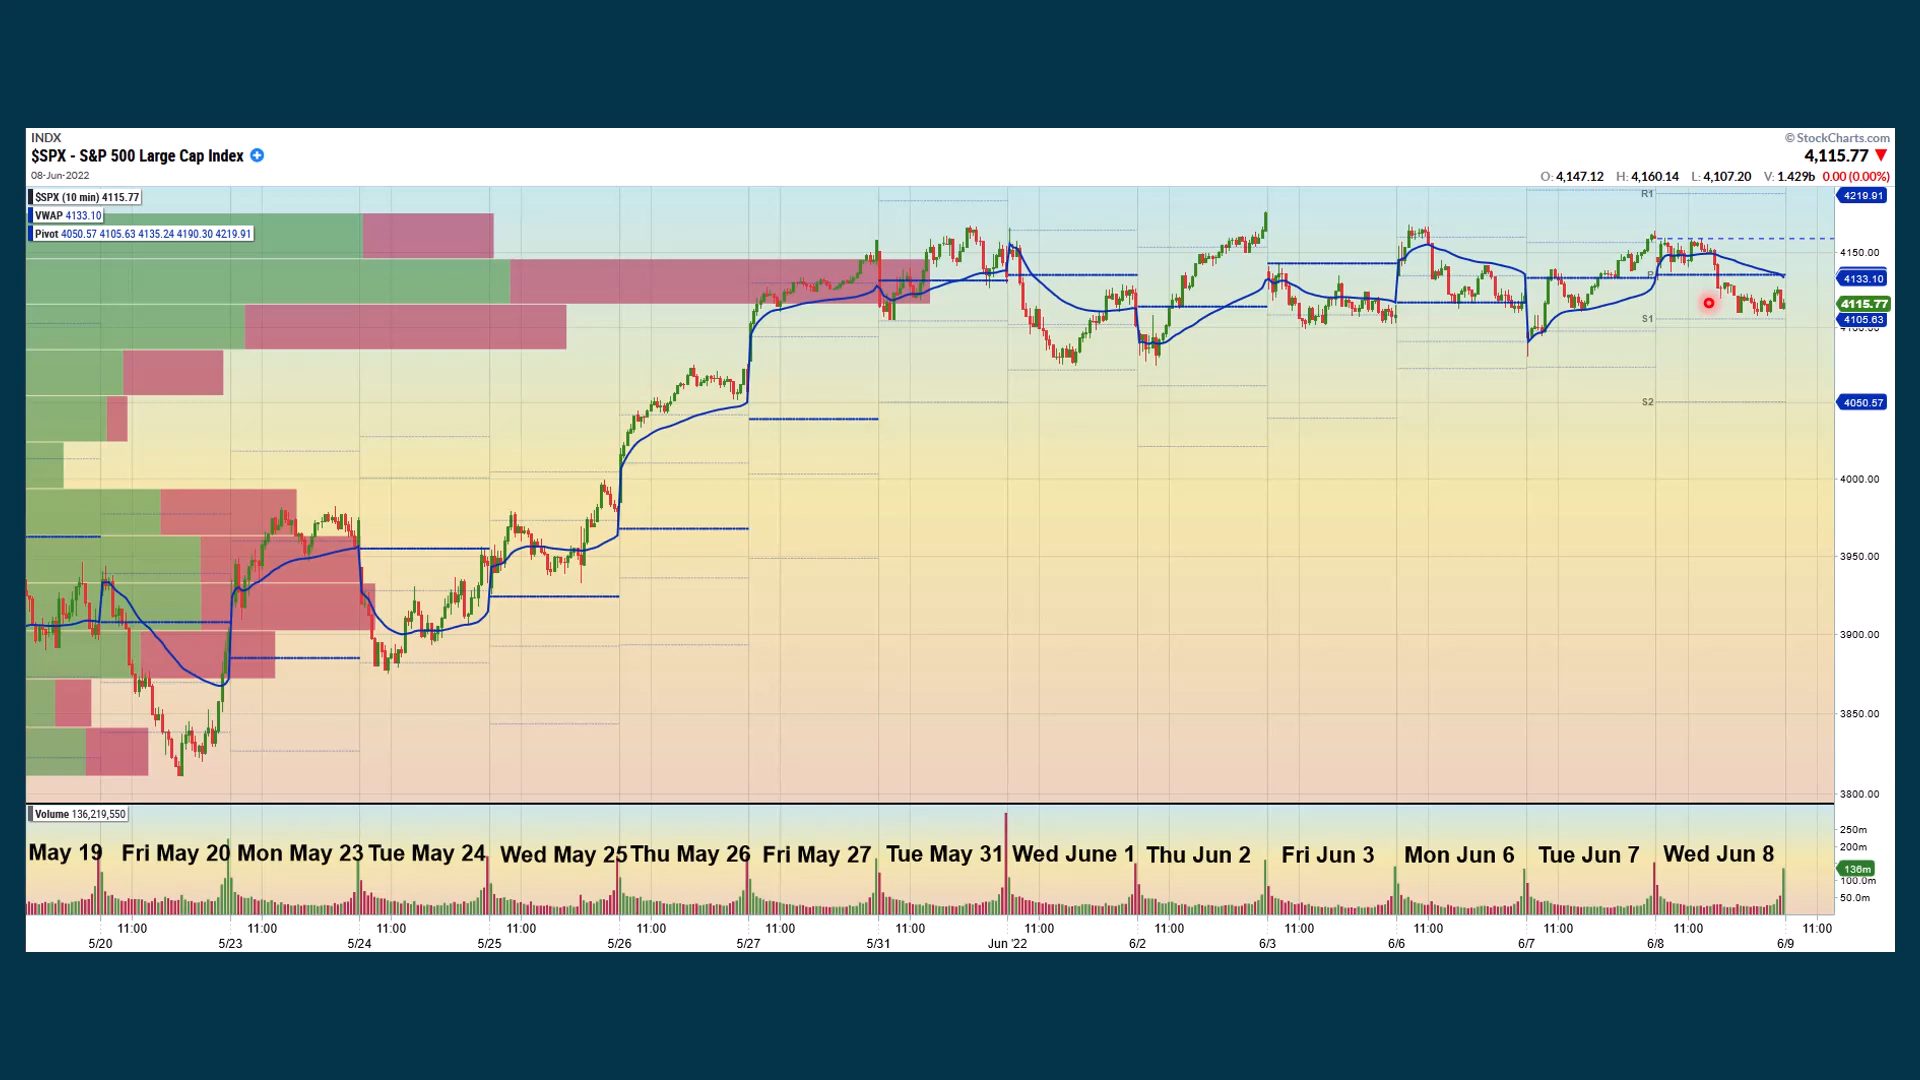 INDX
© StockCharts.com
$SPX - S&P 500 Large Cap Index
4,115.77
08-Jun-2022
O: 4,147.12 H: 4,160.14 L: 4,107.20 V: 1.429b 0.00 (0.00%)
$SPX (10 min) 4115.77
VWAP 4133.10
Pivot 4050.57 4105.63 4135.24 4190.30 4219.91
R1
P
S1
S2
4219.91
4150.00
4133.10
4115.77
4105.63
4050.57
4000.00
3950.00
3900.00
3850.00
3800.00
Volume 136,219,550
250m
200m
136m
100.0m
50.0m
May 19 Fri May 20 Mon May 23 Tue May 24 Wed May 25 Thu May 26 Fri May 27 Tue May 31 Wed June 1 Thu Jun 2 Fri Jun 3 Mon Jun 6 Tue Jun 7 Wed Jun 8
11:00 11:00 11:00 11:00 11:00 11:00 11:00 11:00 11:00 11:00 11:00 11:00 11:00 11:00
5/20 5/23 5/24 5/25 5/26 5/27 5/31 Jun '22 6/2 6/3 6/6 6/7 6/8 6/9